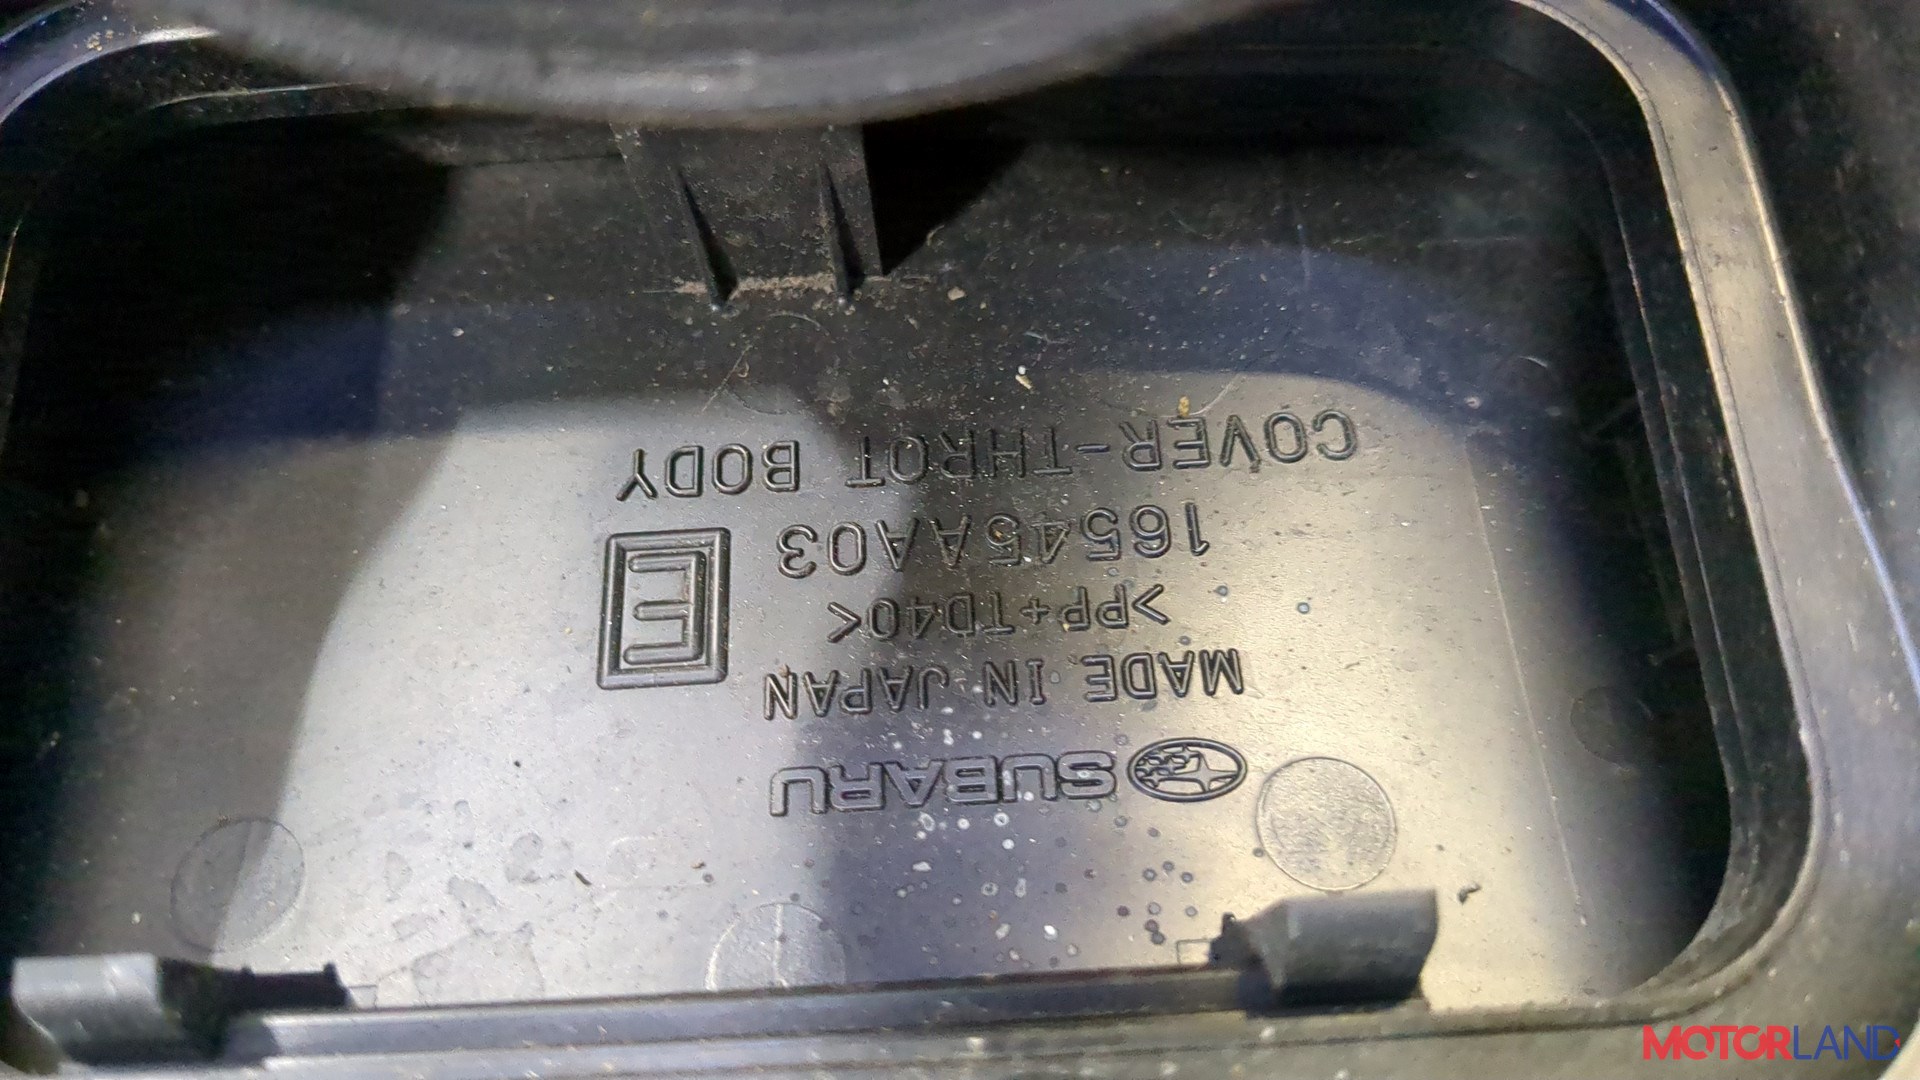 SUBARU
MADE IN JAPAN
>PP+TD40<
E
16545AA03
COVER-THROT BODY
MOTORLAND